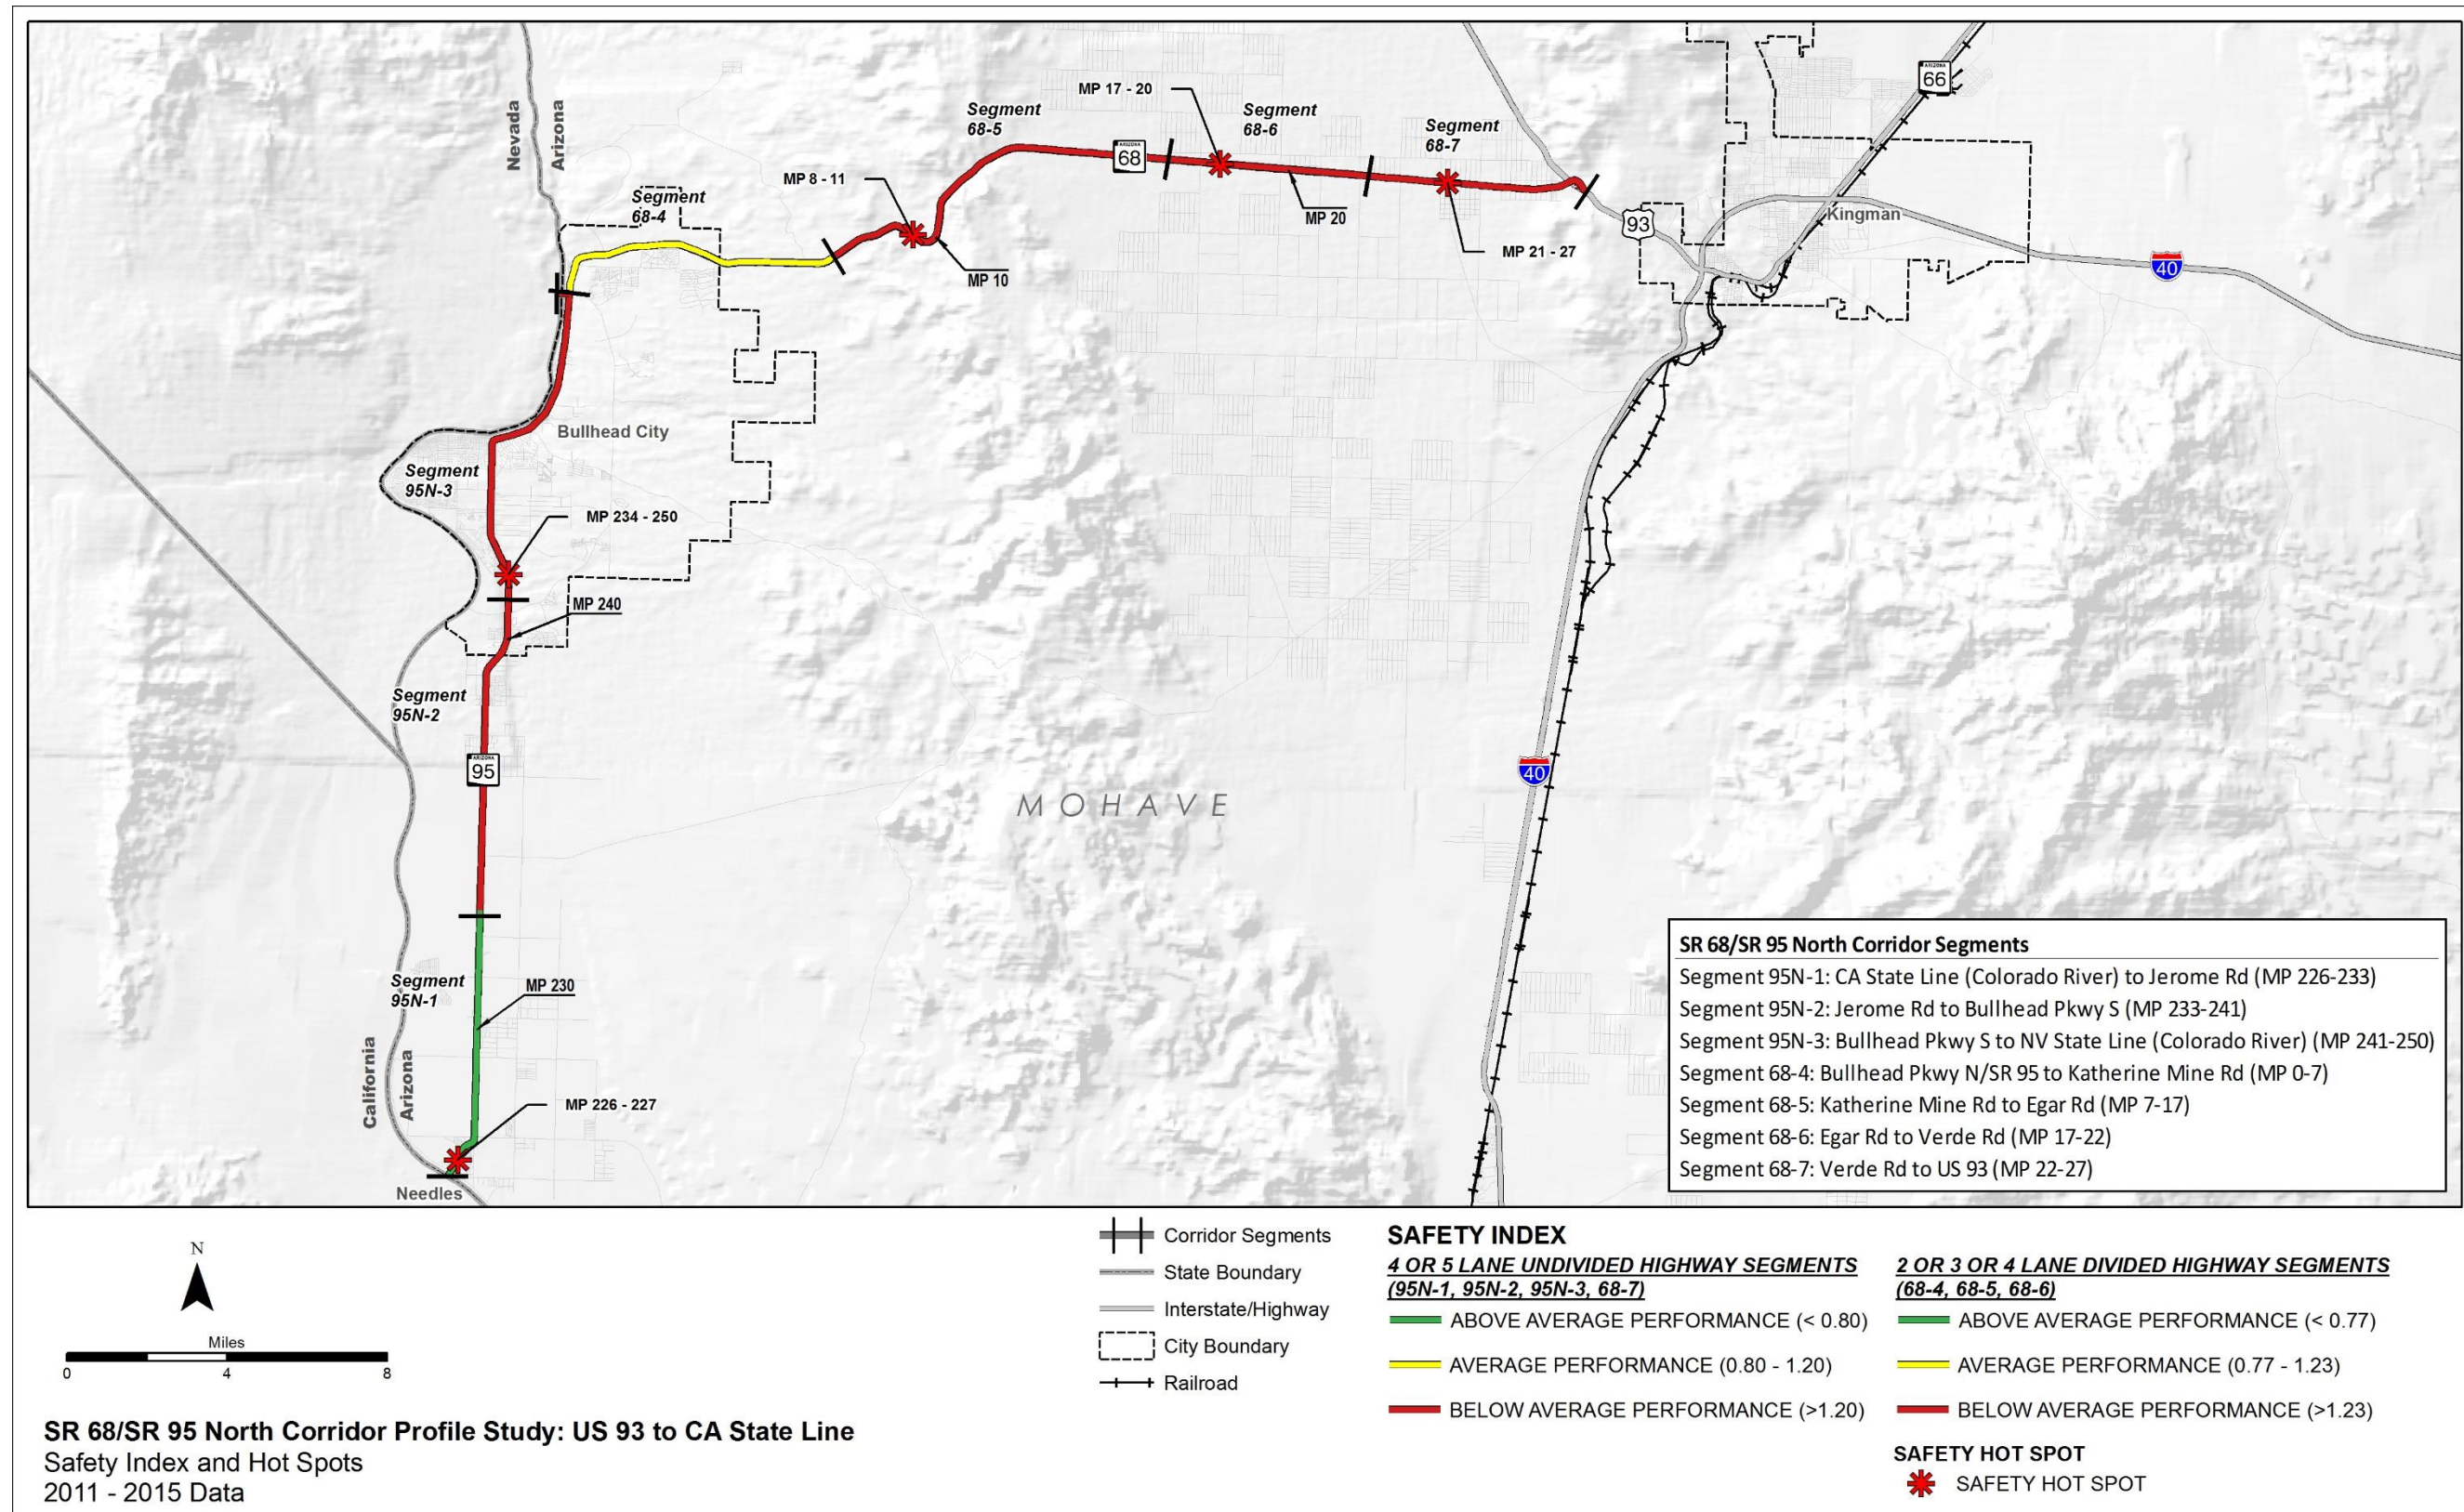 Nevada
Arizona
Segment
68-4
MP 8 - 11
MP 10
Segment
68-5
ARIZONA
68
MP 17 - 20
Segment
68-6
MP 20
Segment
68-7
MP 21 - 27
93
ARIZONA
66
Kingman
40
Bullhead City
Segment
95N-3
MP 234 - 250
MP 240
Segment
95N-2
ARIZONA
95
MOHAVE
40
Segment
95N-1
MP 230
California
Arizona
MP 226 - 227
Needles
SR 68/SR 95 North Corridor Segments
Segment 95N-1: CA State Line (Colorado River) to Jerome Rd (MP 226-233)
Segment 95N-2: Jerome Rd to Bullhead Pkwy S (MP 233-241)
Segment 95N-3: Bullhead Pkwy S to NV State Line (Colorado River) (MP 241-250)
Segment 68-4: Bullhead Pkwy N/SR 95 to Katherine Mine Rd (MP 0-7)
Segment 68-5: Katherine Mine Rd to Egar Rd (MP 7-17)
Segment 68-6: Egar Rd to Verde Rd (MP 17-22)
Segment 68-7: Verde Rd to US 93 (MP 22-27)
N
Miles
0 4 8
SR 68/SR 95 North Corridor Profile Study: US 93 to CA State Line
Safety Index and Hot Spots
2011 - 2015 Data
Corridor Segments
State Boundary
Interstate/Highway
City Boundary
Railroad
SAFETY INDEX
4 OR 5 LANE UNDIVIDED HIGHWAY SEGMENTS
(95N-1, 95N-2, 95N-3, 68-7)
ABOVE AVERAGE PERFORMANCE (< 0.80)
AVERAGE PERFORMANCE (0.80 - 1.20)
BELOW AVERAGE PERFORMANCE (>1.20)
2 OR 3 OR 4 LANE DIVIDED HIGHWAY SEGMENTS
(68-4, 68-5, 68-6)
ABOVE AVERAGE PERFORMANCE (< 0.77)
AVERAGE PERFORMANCE (0.77 - 1.23)
BELOW AVERAGE PERFORMANCE (>1.23)
SAFETY HOT SPOT
SAFETY HOT SPOT